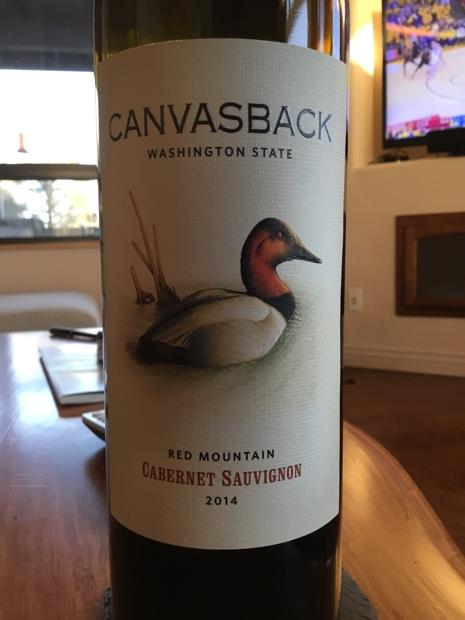 CANVASBACK
WASHINGTON STATE
RED MOUNTAIN
CABERNET SAUVIGNON
2014